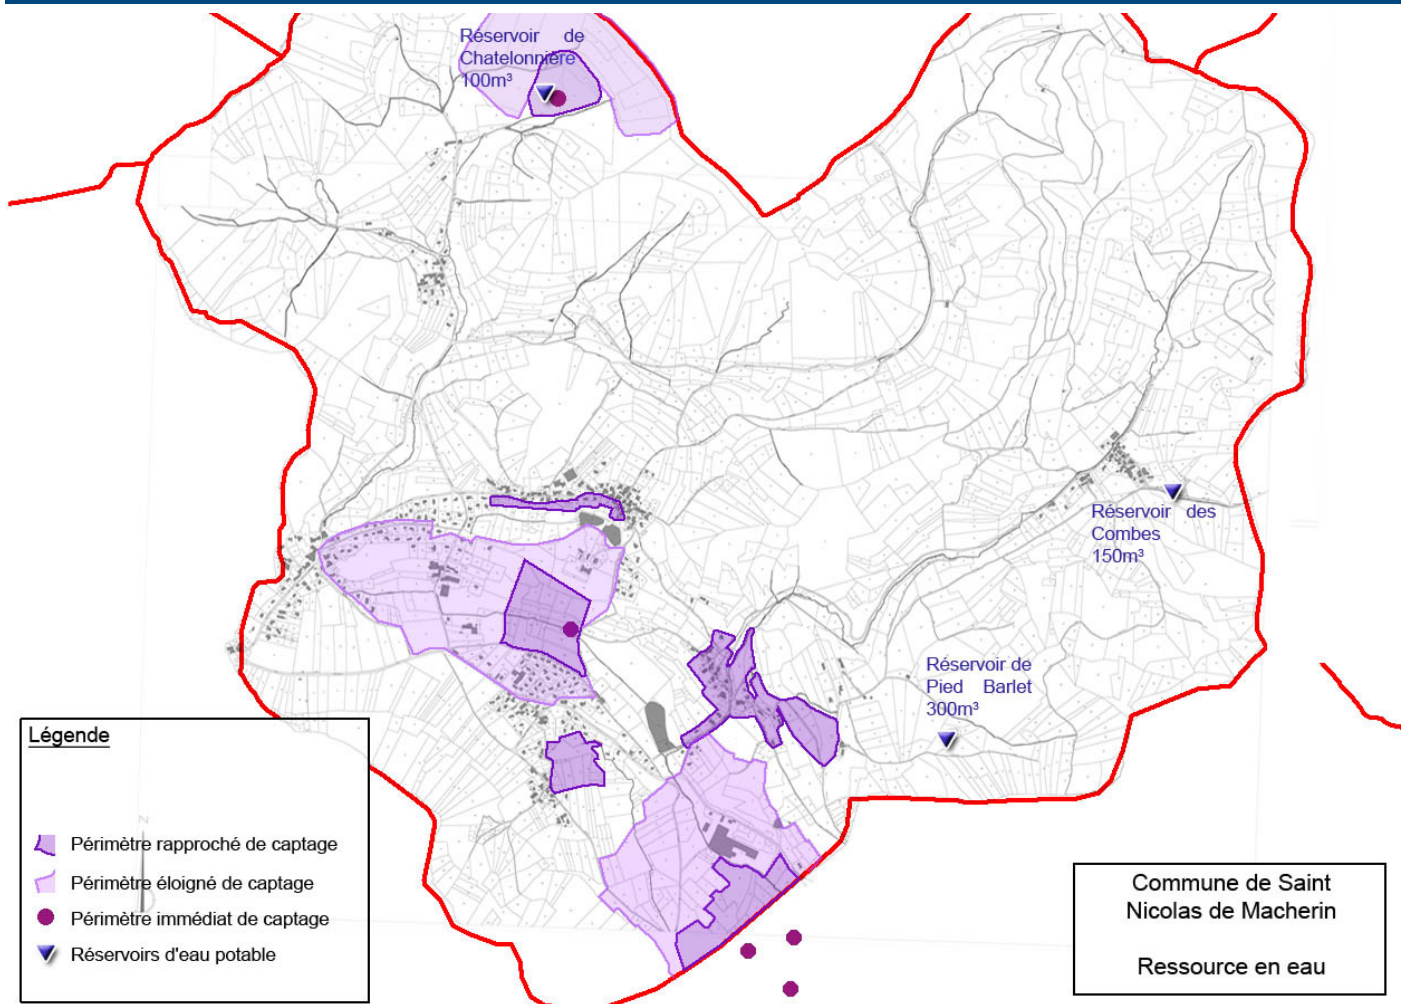 Réservoir de
Chatelonnière
100m³
Réservoir des
Combes
150m³
Réservoir de
Pied Barlet
300m³
Légende
Z
Périmètre rapproché de captage
Périmètre éloigné de captage
Périmètre immédiat de captage
Réservoirs d'eau potable
Commune de Saint
Nicolas de Macherin
Ressource en eau